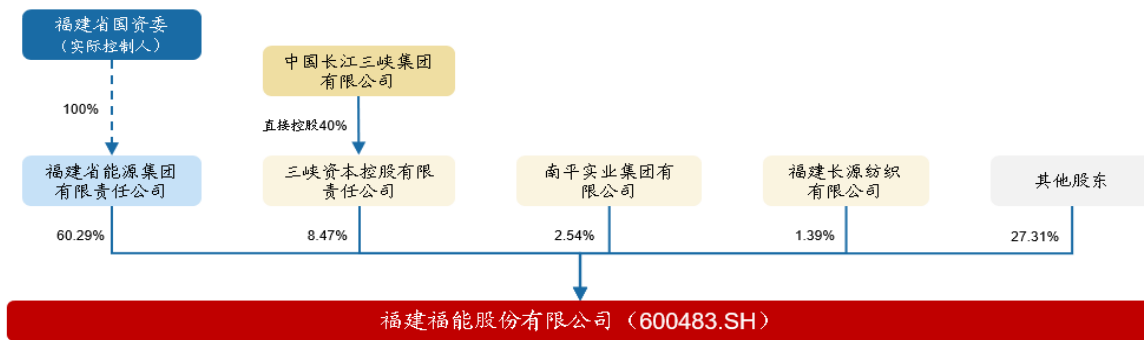 福建省国资委
(实际控制人)
中国长江三峡集团
有限公司
100%
直接控股40%
福建省能源集团
有限责任公司
三峡资本控股有限
责任公司
南平实业集团有
限公司
福建长源纺织
有限公司
其他股东
60.29%
8.47%
2.54%
1.39%
27.31%
福建福能股份有限公司（600483.SH）